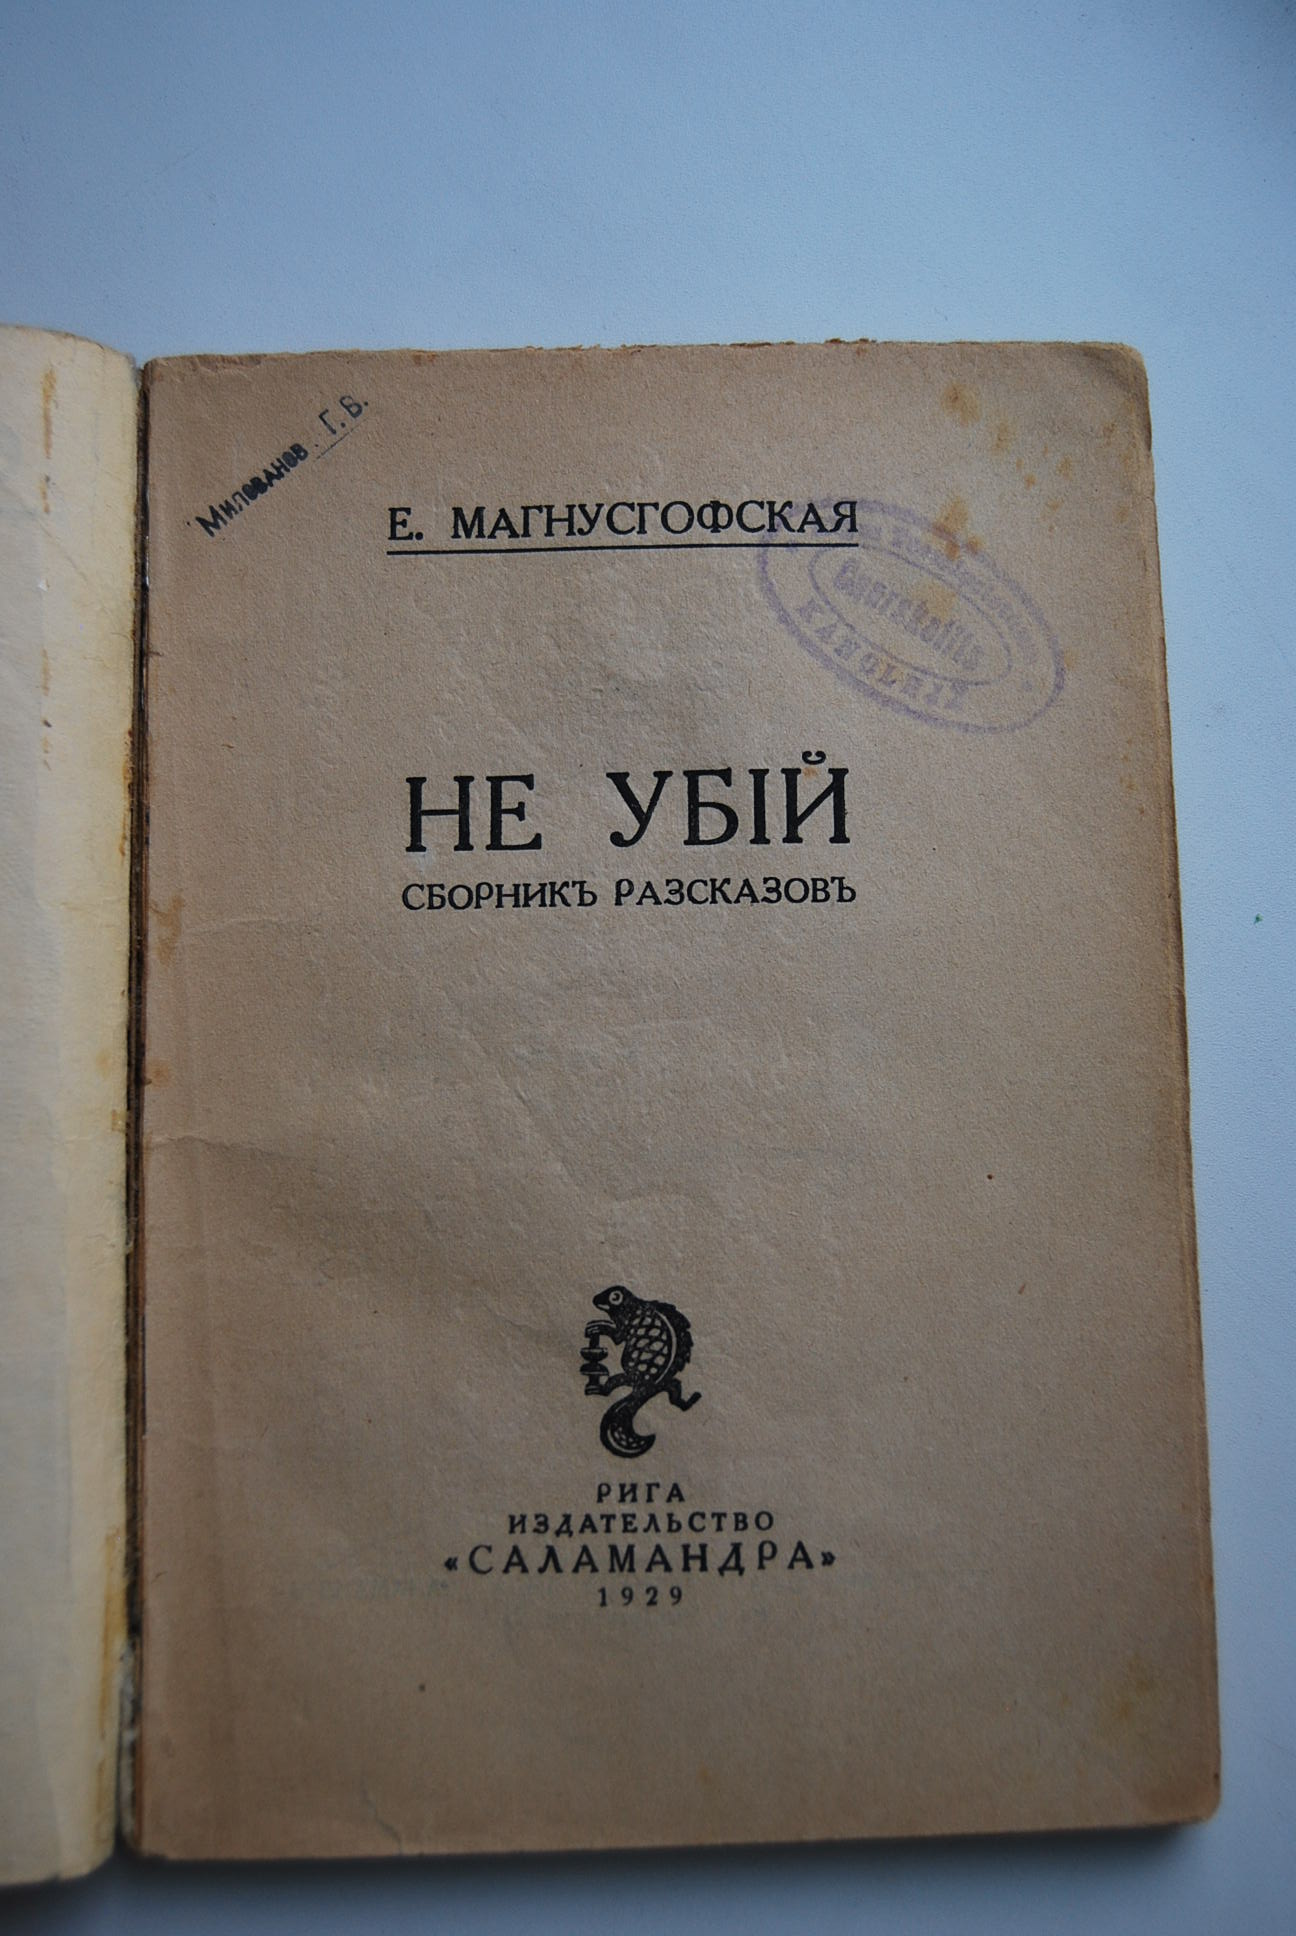 Милованов Г. В.
Е. МАГНУСГОФСКАЯ
НЕ УБІЙ
СБОРНИКЪ РАЗСКАЗОВЪ
РИГА
ИЗДАТЕЛЬСТВО
«САЛАМАНДРА»
1929